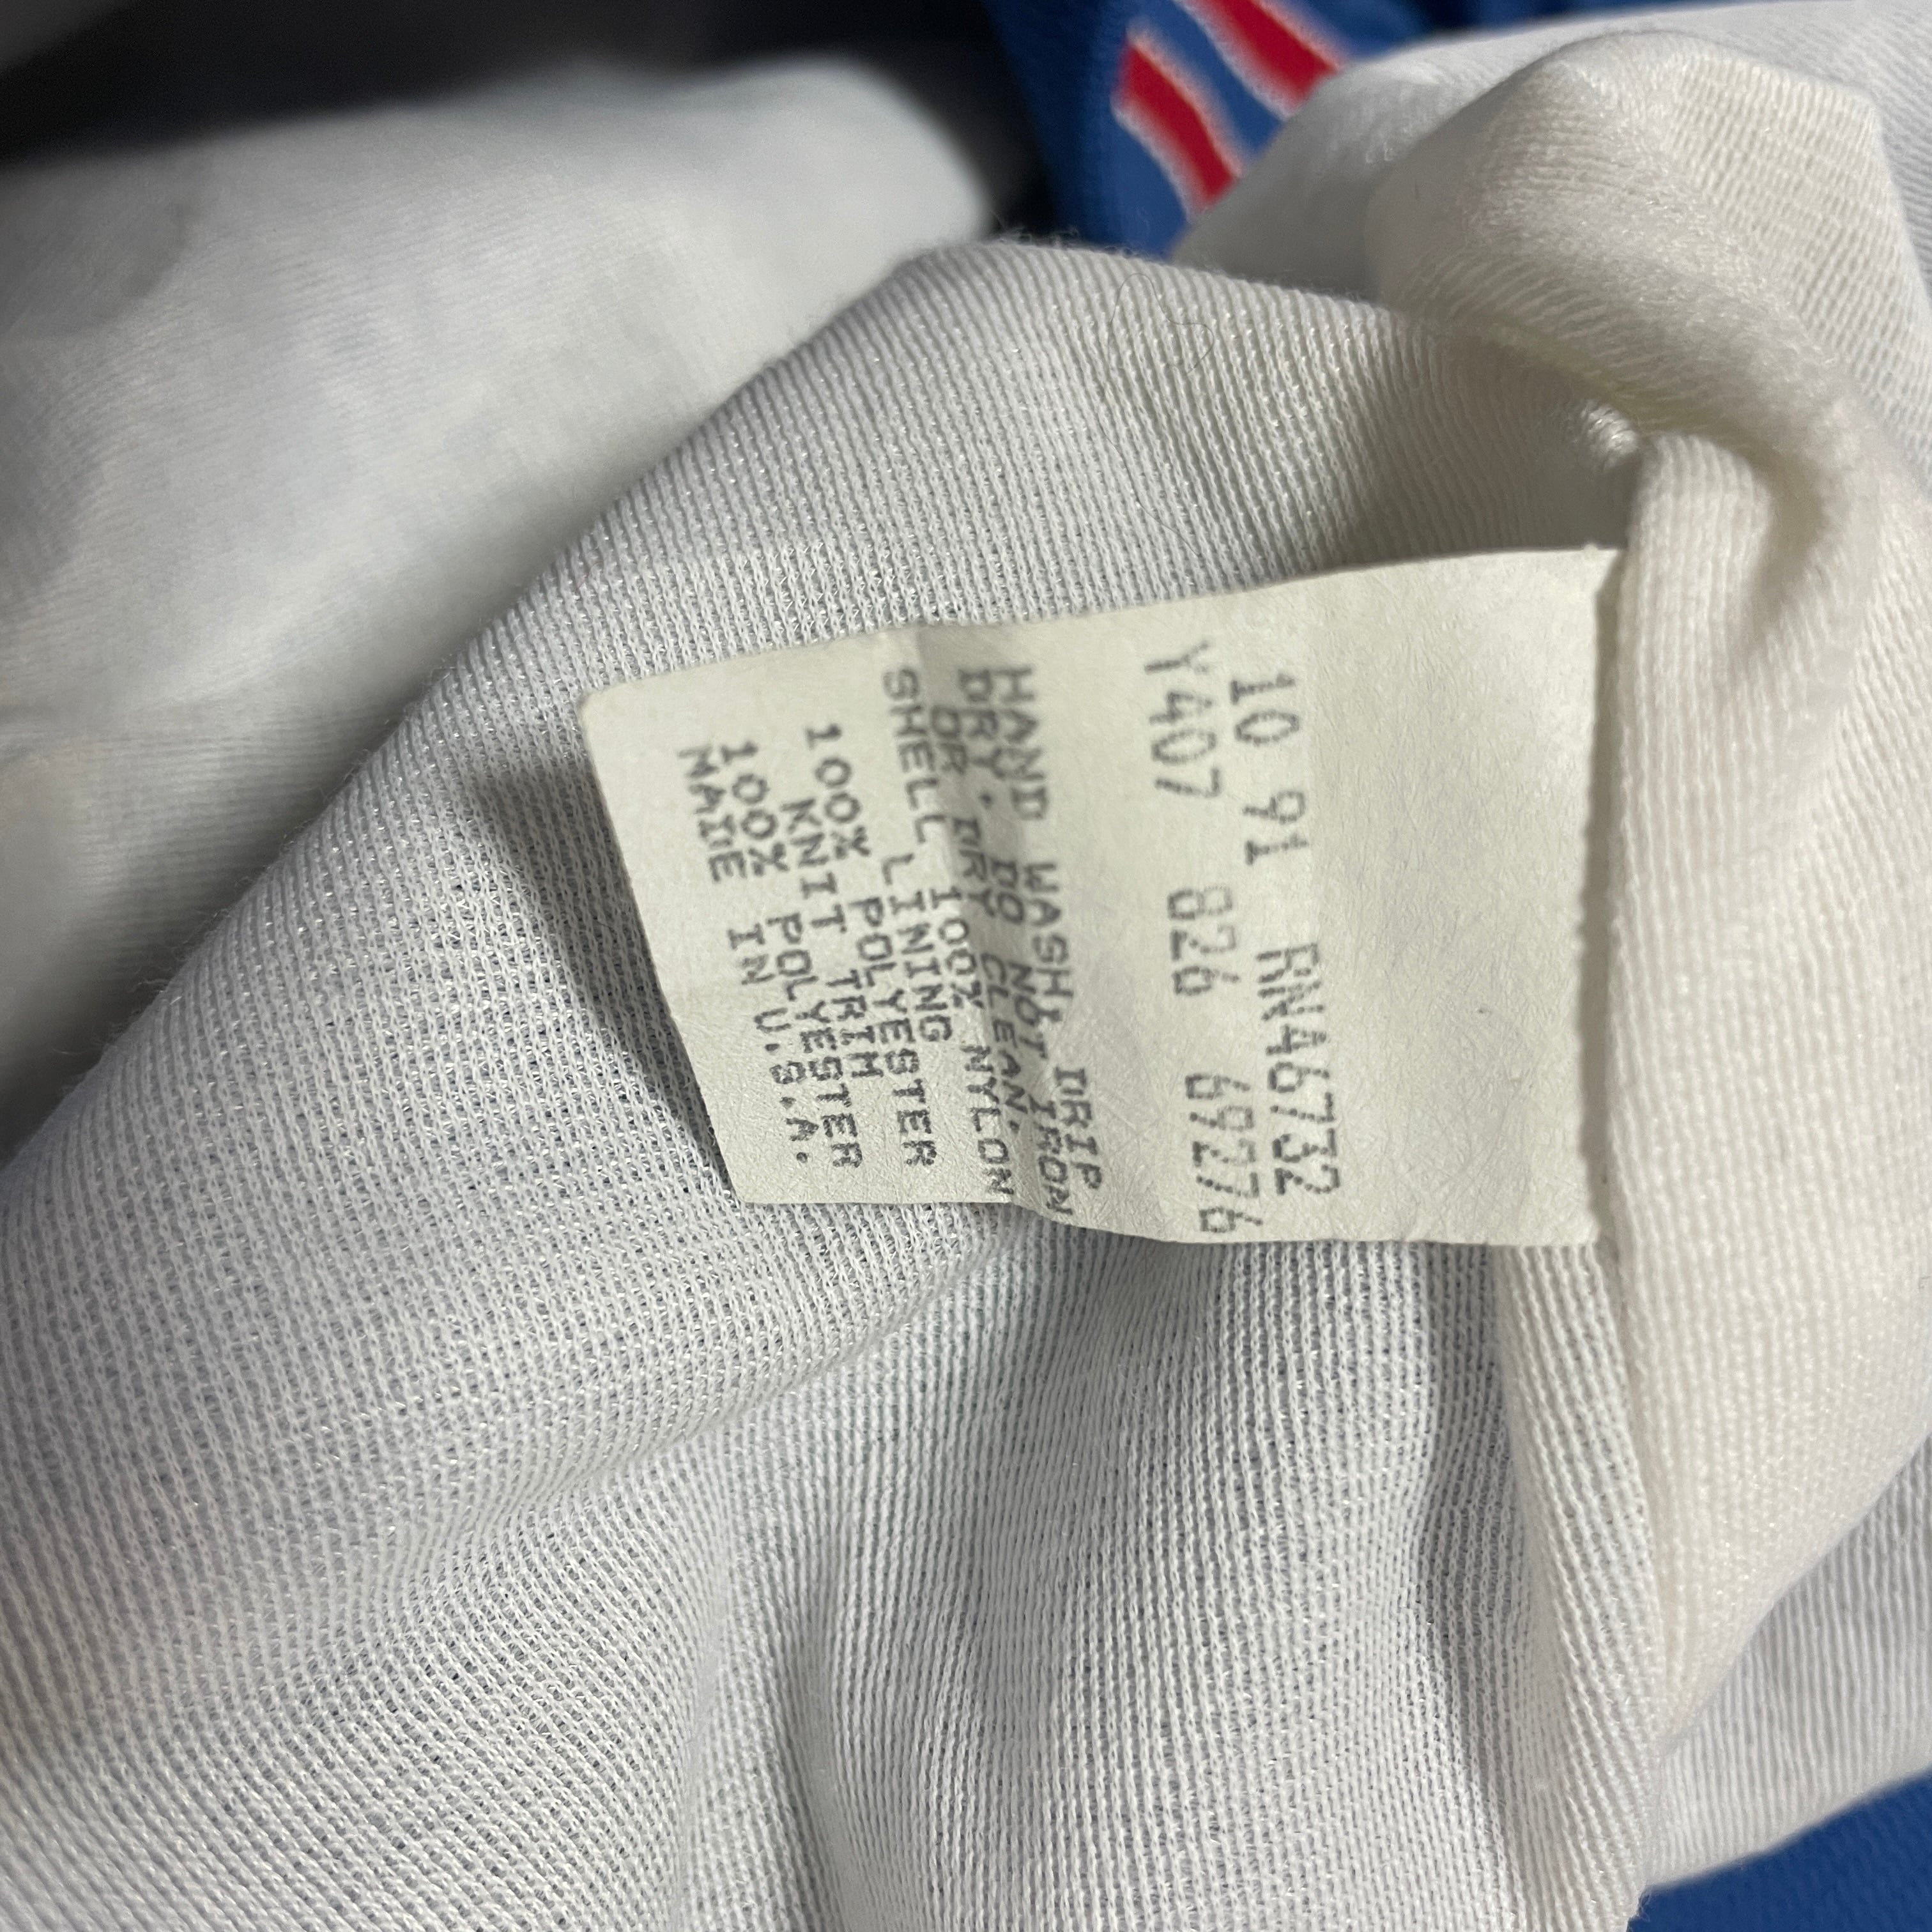 10 91 RN46732
Y407 826 69276
HAND WASH, DRIP
DRY, DO NOT IRON
OR DRY CLEAN.
SHELL 100% NYLON
LINING
100% POLYESTER
KNIT TRIM
100% POLYESTER
MADE IN U.S.A.